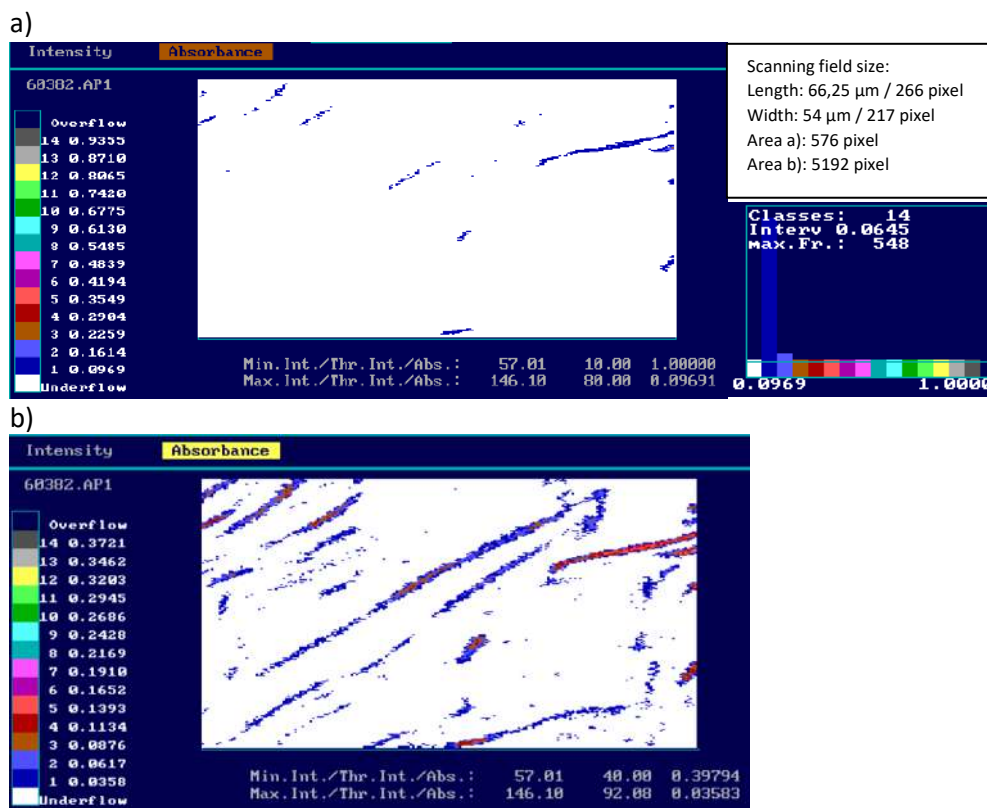 a)
Intensity Absorbance
60382.AP1
Overflow
14 0.9355
13 0.8710
12 0.8065
11 0.7420
10 0.6775
9 0.6130
8 0.5485
7 0.4839
6 0.4194
5 0.3549
4 0.2904
3 0.2259
2 0.1614
1 0.0969
Underflow
Min.Int./Thr.Int./Abs.: 57.01 10.00 1.00000
Max.Int./Thr.Int./Abs.: 146.10 80.00 0.09691
Scanning field size:
Length: 66,25 µm / 266 pixel
Width: 54 µm / 217 pixel
Area a): 576 pixel
Area b): 5192 pixel
Classes: 14
Interv 0.0645
max.Fr.: 548
0.0969 1.0000
b)
Intensity Absorbance
60382.AP1
Overflow
14 0.3721
13 0.3462
12 0.3203
11 0.2945
10 0.2686
9 0.2428
8 0.2169
7 0.1910
6 0.1652
5 0.1393
4 0.1134
3 0.0876
2 0.0617
1 0.0358
Underflow
Min.Int./Thr.Int./Abs.: 57.01 40.00 0.39794
Max.Int./Thr.Int./Abs.: 146.10 92.08 0.03583